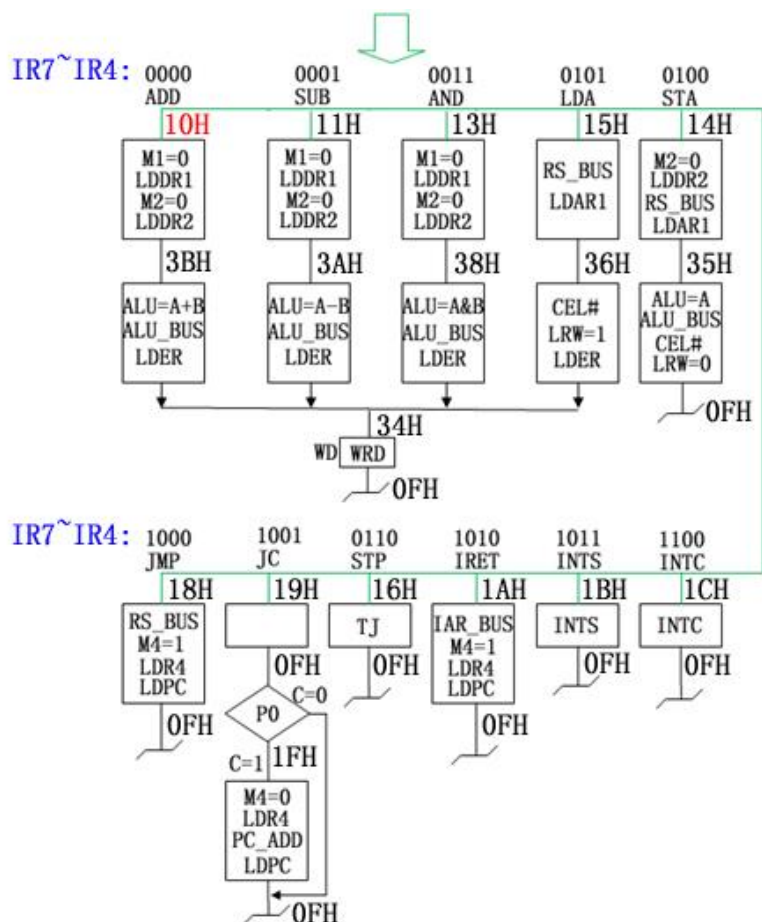 IR7~IR4: 0000 0001 0011 0101 0100
ADD SUB AND LDA STA
10H 11H 13H 15H 14H
M1=0 M1=0 M1=0 RS_BUS M2=0
LDDR1 LDDR1 LDDR1 LDAR1 LDDR2
M2=0 M2=0 M2=0 RS_BUS
LDDR2 LDDR2 LDDR2 LDAR1
3BH 3AH 38H 36H 35H
ALU=A+B ALU=A-B ALU=A&B CEL# ALU=A
ALU_BUS ALU_BUS ALU_BUS LRW=1 ALU_BUS
LDER LDER LDER LDER CEL#
LRW=0
0FH
34H
WD WRD
0FH
IR7~IR4: 1000 1001 0110 1010 1011 1100
JMP JC STP IRET INTS INTC
18H 19H 16H 1AH 1BH 1CH
RS_BUS TJ IAR_BUS INTS INTC
M4=1 M4=1
LDR4 LDR4
LDPC LDPC
0FH 0FH 0FH 0FH 0FH 0FH
C=0
P0
C=1 1FH
M4=0
LDR4
PC_ADD
LDPC
0FH